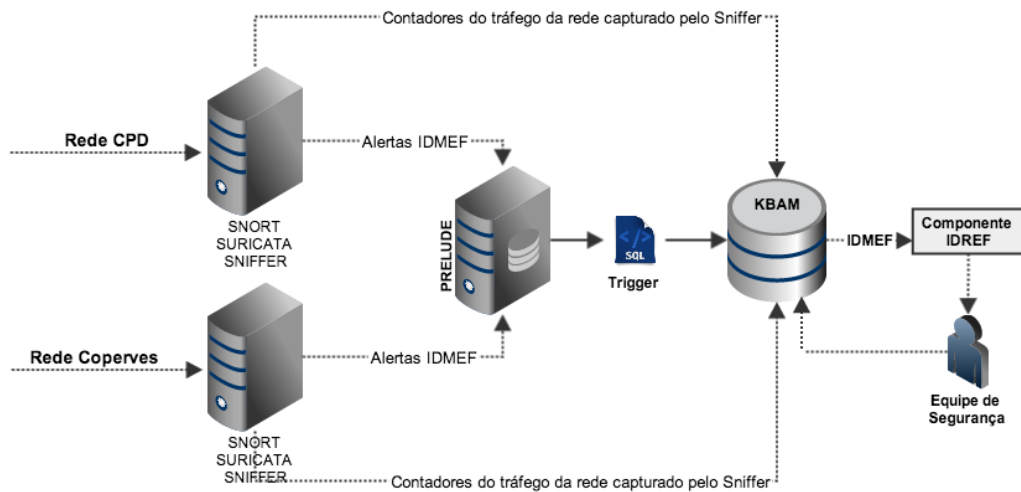 Contadores do tráfego da rede capturado pelo Sniffer
Rede CPD
Alertas IDMEF
SNORT
SURICATA
SNIFFER
PRELUDE
</>
SQL
Trigger
KBAM
IDMEF
Componente
IDREF
Rede Coperves
Alertas IDMEF
SNORT
SURICATA
SNIFFER
Equipe de
Segurança
Contadores do tráfego da rede capturado pelo Sniffer